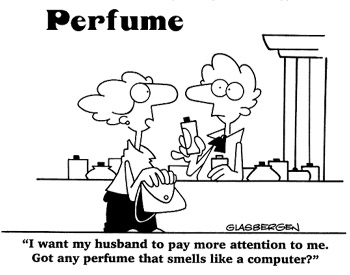 Perfume
GLASBERGEN
"I want my husband to pay more attention to me.
Got any perfume that smells like a computer?"